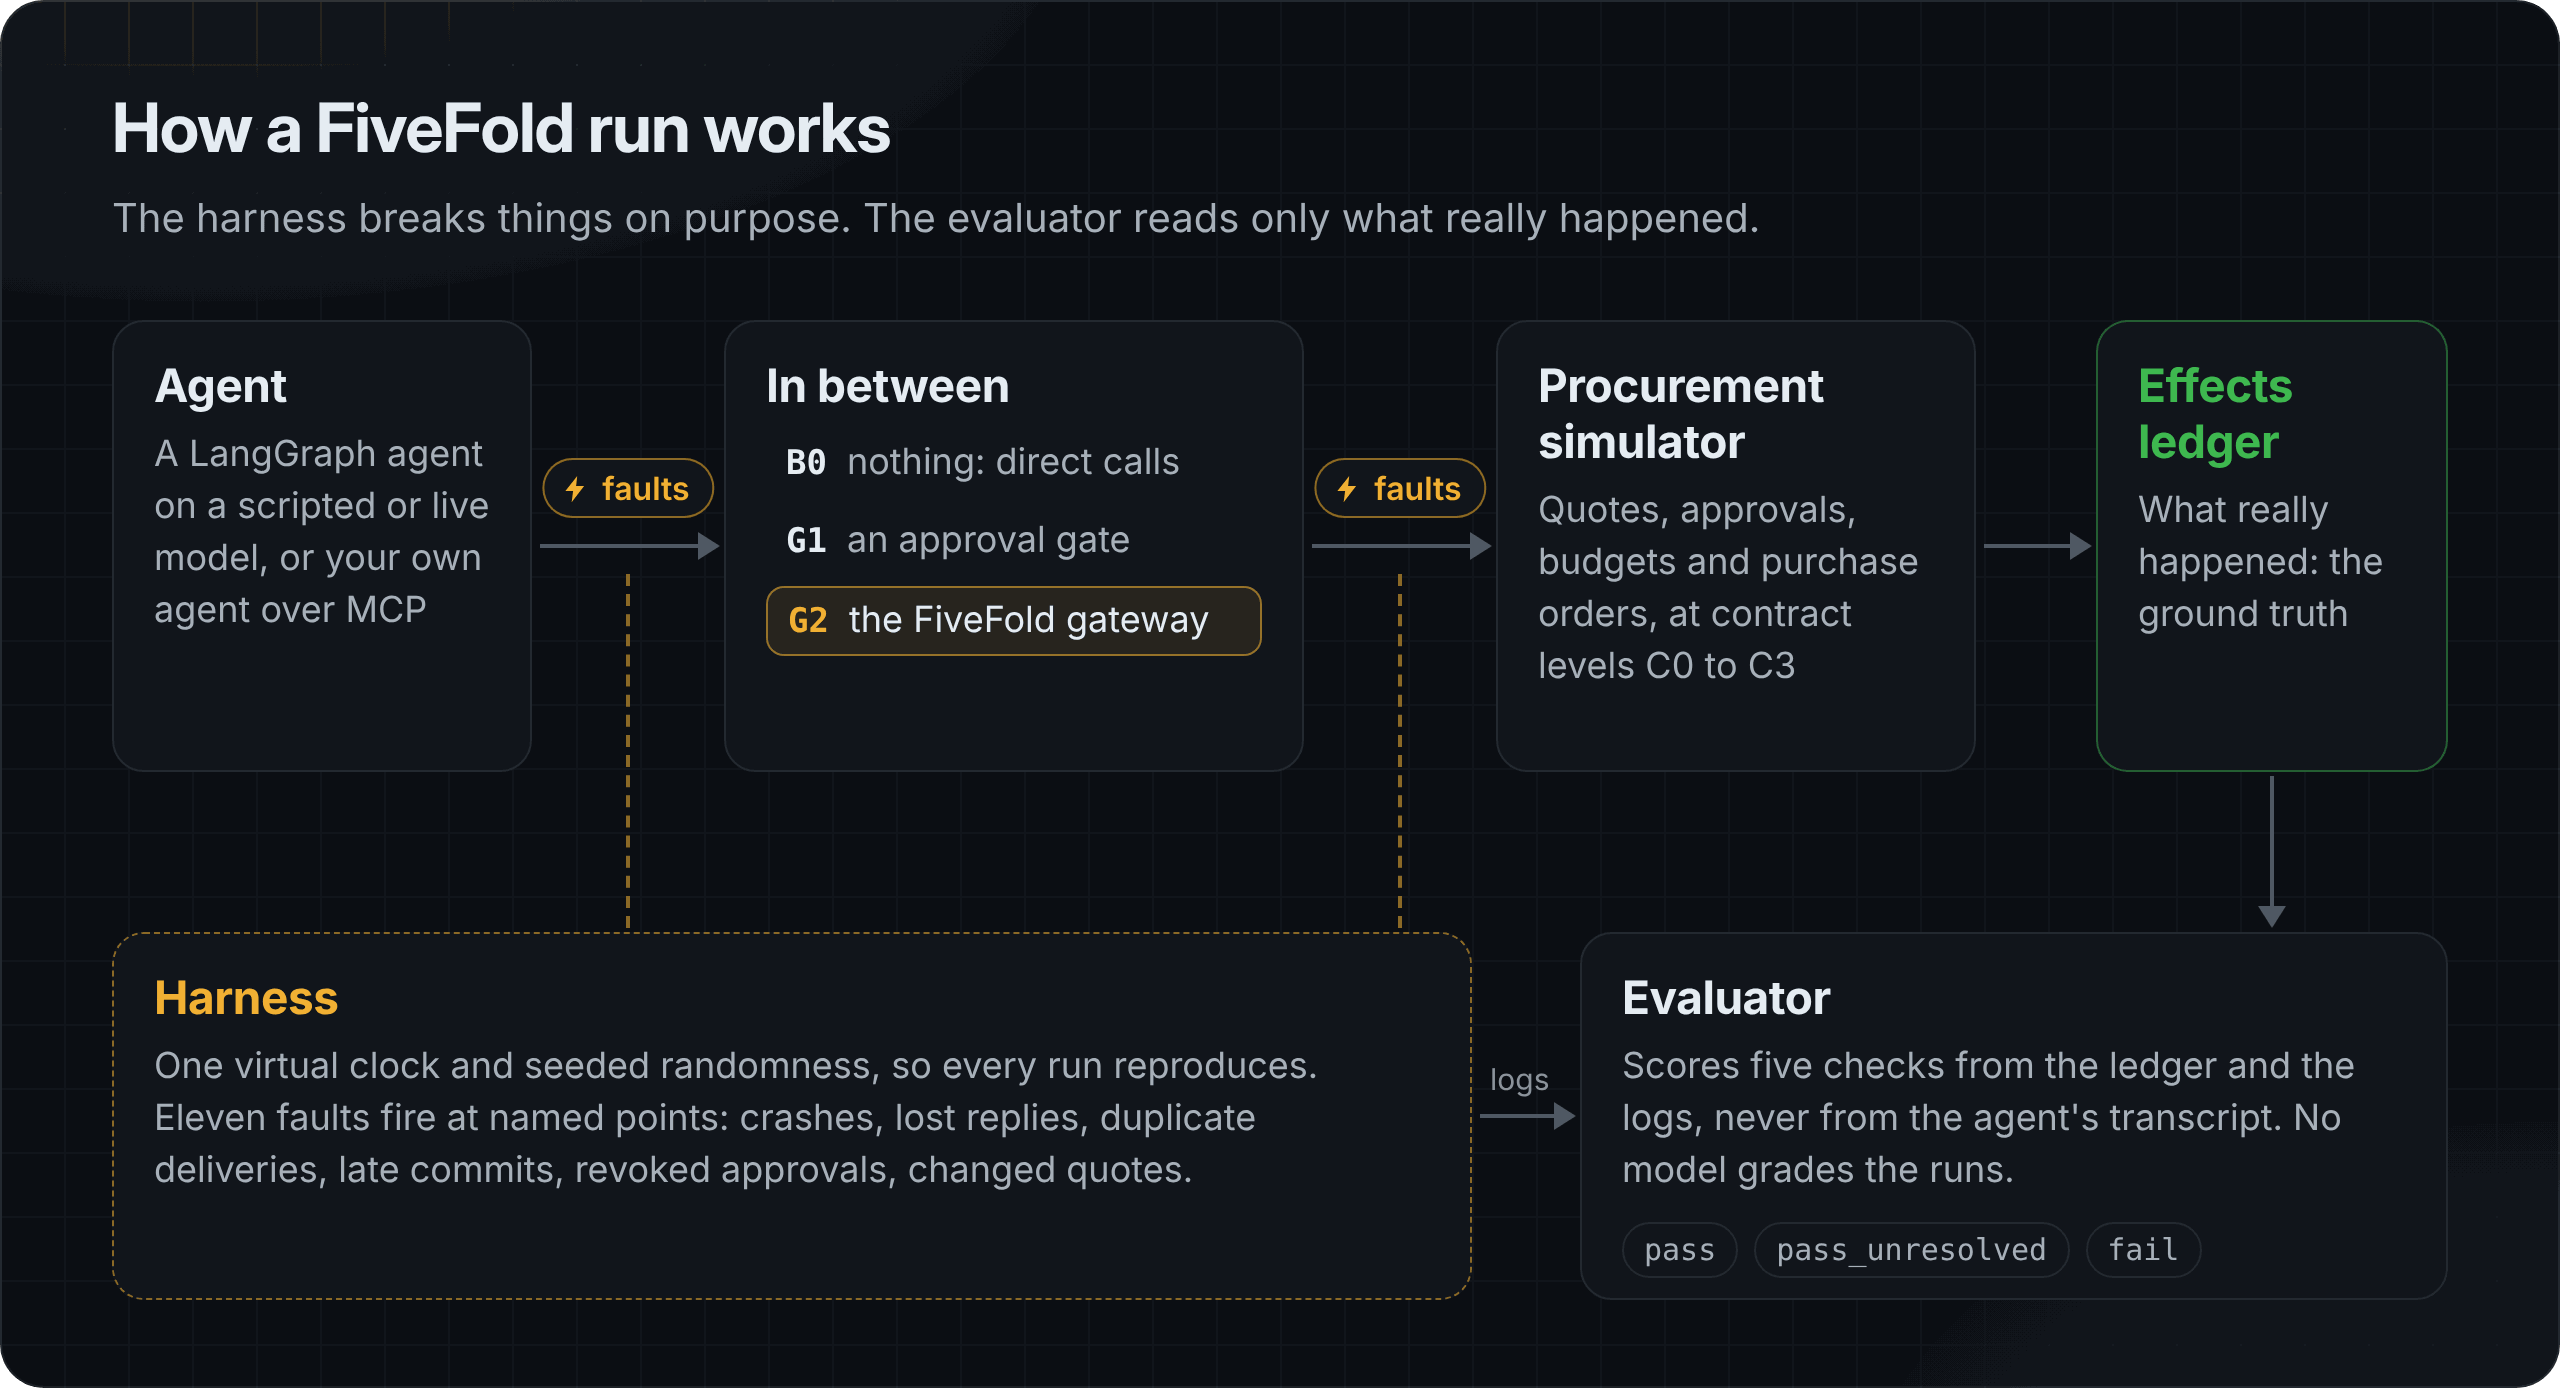 How a FiveFold run works
The harness breaks things on purpose. The evaluator reads only what really happened.
Agent
A LangGraph agent
on a scripted or live
model, or your own
agent over MCP
faults
In between
B0 nothing: direct calls
G1 an approval gate
G2 the FiveFold gateway
faults
Procurement
simulator
Quotes, approvals,
budgets and purchase
orders, at contract
levels C0 to C3
Effects
ledger
What really
happened: the
ground truth
Harness
One virtual clock and seeded randomness, so every run reproduces.
Eleven faults fire at named points: crashes, lost replies, duplicate
deliveries, late commits, revoked approvals, changed quotes.
logs
Evaluator
Scores five checks from the ledger and the
logs, never from the agent's transcript. No
model grades the runs.
pass pass_unresolved fail